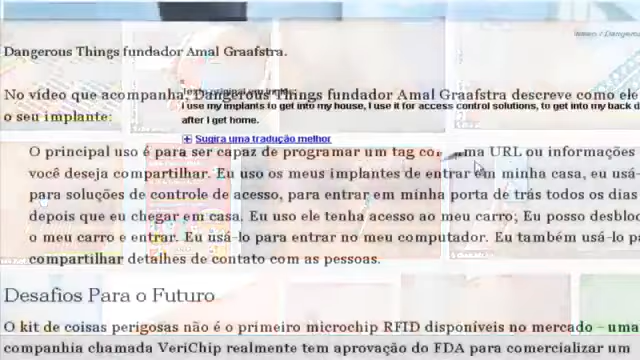 Dangerous Things fundador Amal Graafstra.
No vídeo que acompanha, Dangerous Things fundador Amal Graafstra descreve como ele
o seu implante:
I use my implants to get into my house, I use it for access control solutions, to get into my back d
after I get home.
Sugira uma tradução melhor
O principal uso é para ser capaz de programar um tag co ma URL ou informações
você deseja compartilhar. Eu uso os meus implantes de entrar em minha casa, eu usá-
para soluções de controle de acesso, para entrar em minha porta de trás todos os dias
depois que eu chegar em casa. Eu uso ele tenha acesso ao meu carro; Eu posso desbloc
o meu carro e entrar. Eu usá-lo para entrar no meu computador. Eu também usá-lo pa
compartilhar detalhes de contato com as pessoas.
Desafios Para o Futuro
O kit de coisas perigosas não é o primeiro microchip RFID disponíveis no mercado - uma
companhia chamada VeriChip realmente tem aprovação do FDA para comercializar um